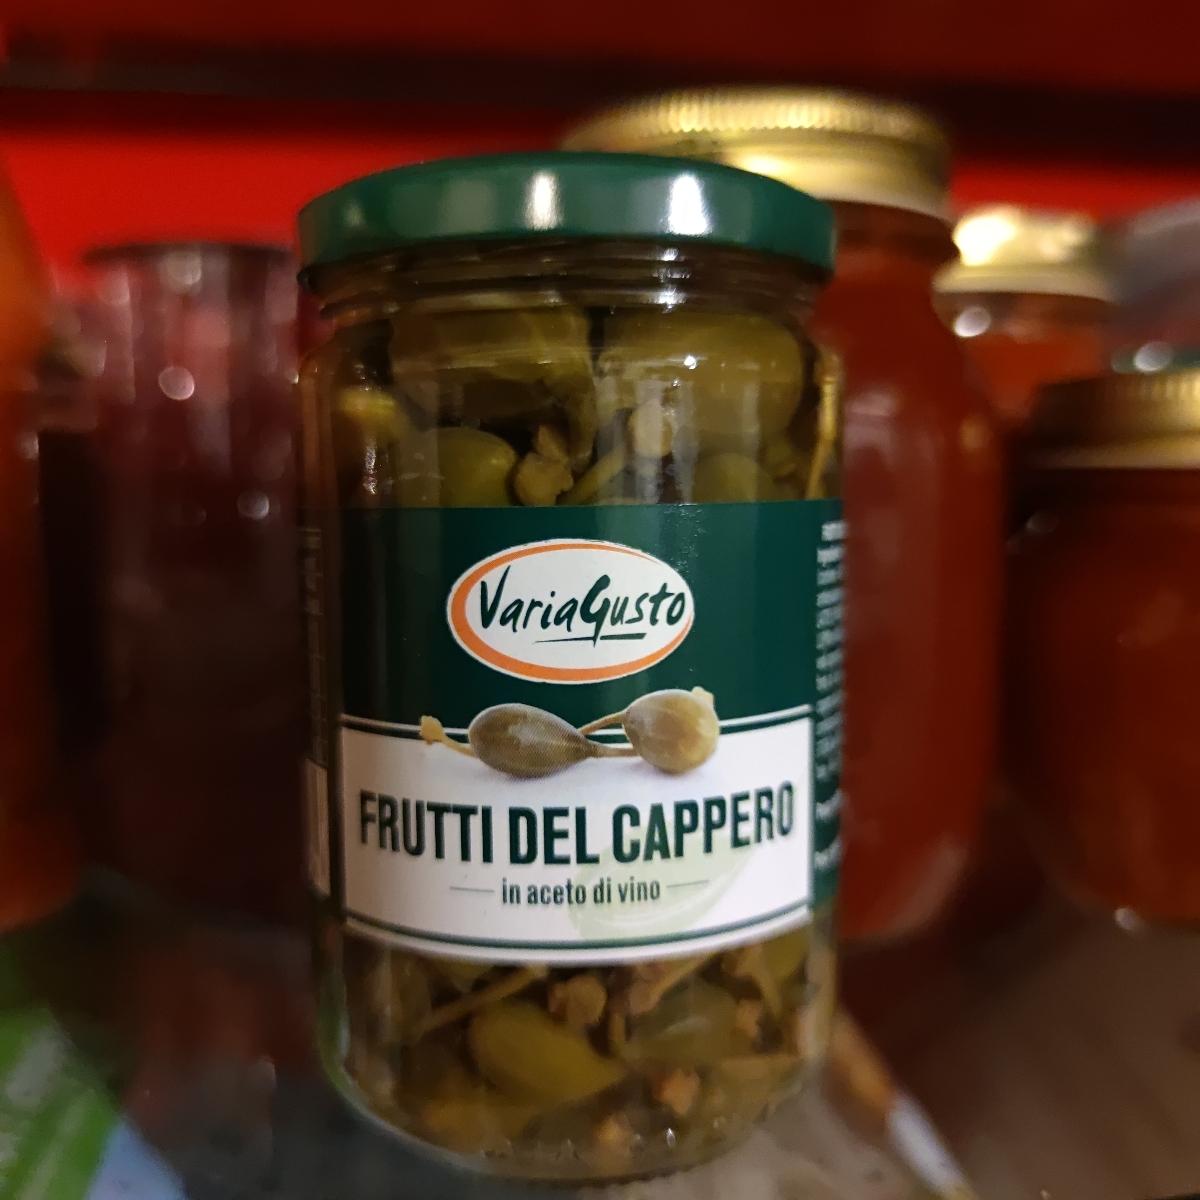 VariaGusto
FRUTTI DEL CAPPERO
in aceto di vino